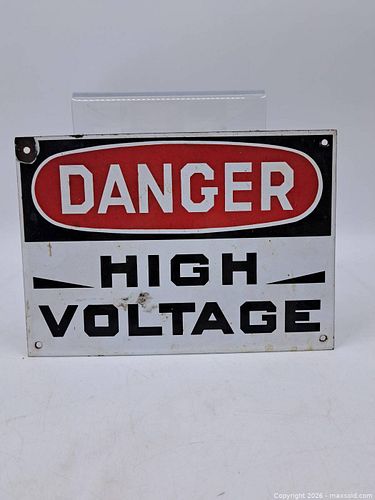 DANGER
HIGH
VOLTAGE
Copyright 2026 - maxsold.com